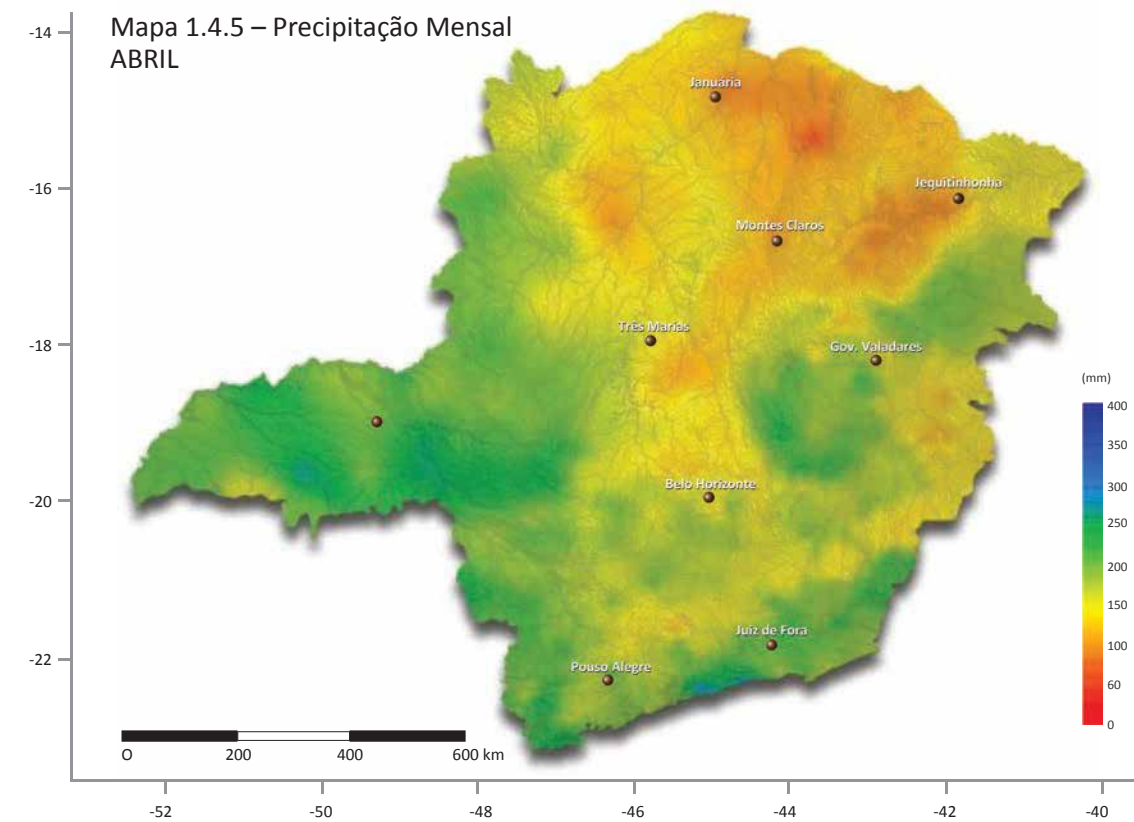 Mapa 1.4.5 – Precipitação Mensal
ABRIL
-14
-16
-18
-20
-22
Januária
Jequitinhonha
Montes Claros
Três Marias
Gov. Valadares
Belo Horizonte
Juiz de Fora
Pouso Alegre
(mm)
400
350
300
250
200
150
100
60
0
O 200 400 600 km
-52 -50 -48 -46 -44 -42 -40